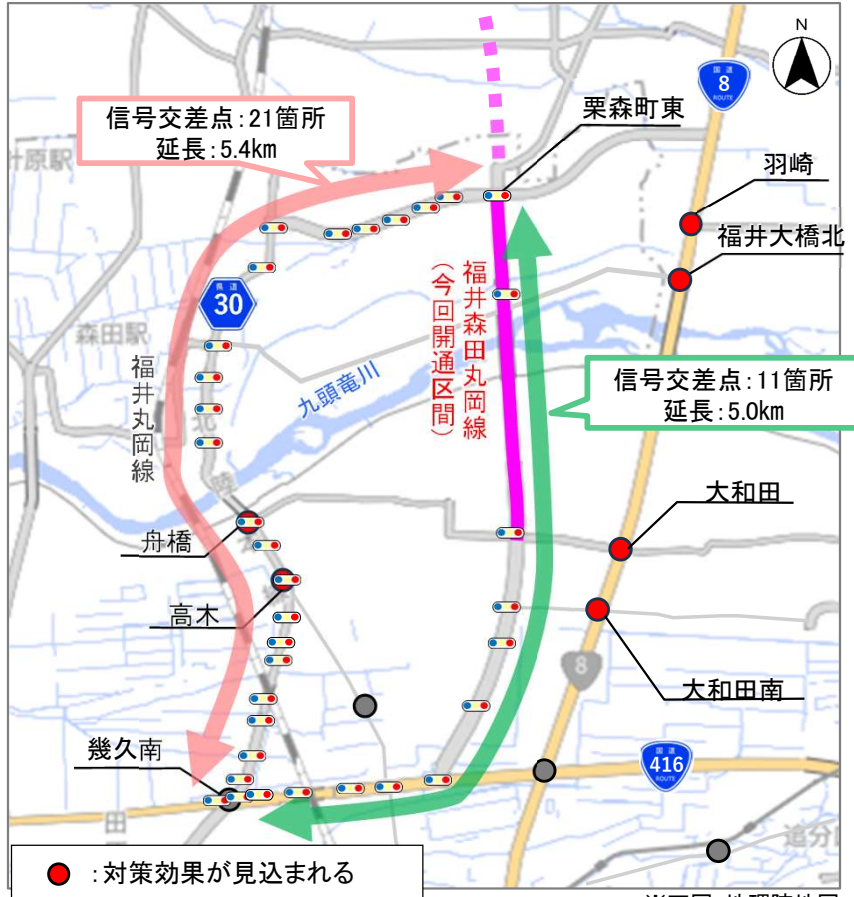 N
国道
8
ROUTE
信号交差点:21箇所
延長:5.4km
栗森町東
羽崎
福井大橋北
県道
30
森田駅
福井丸岡線
九頭竜川
福井森田丸岡線
(今回開通区間)
信号交差点:11箇所
延長:5.0km
大和田
舟橋
高木
大和田南
8
幾久南
国道
416
ROUTE
田
追分
●:対策効果が見込まれる